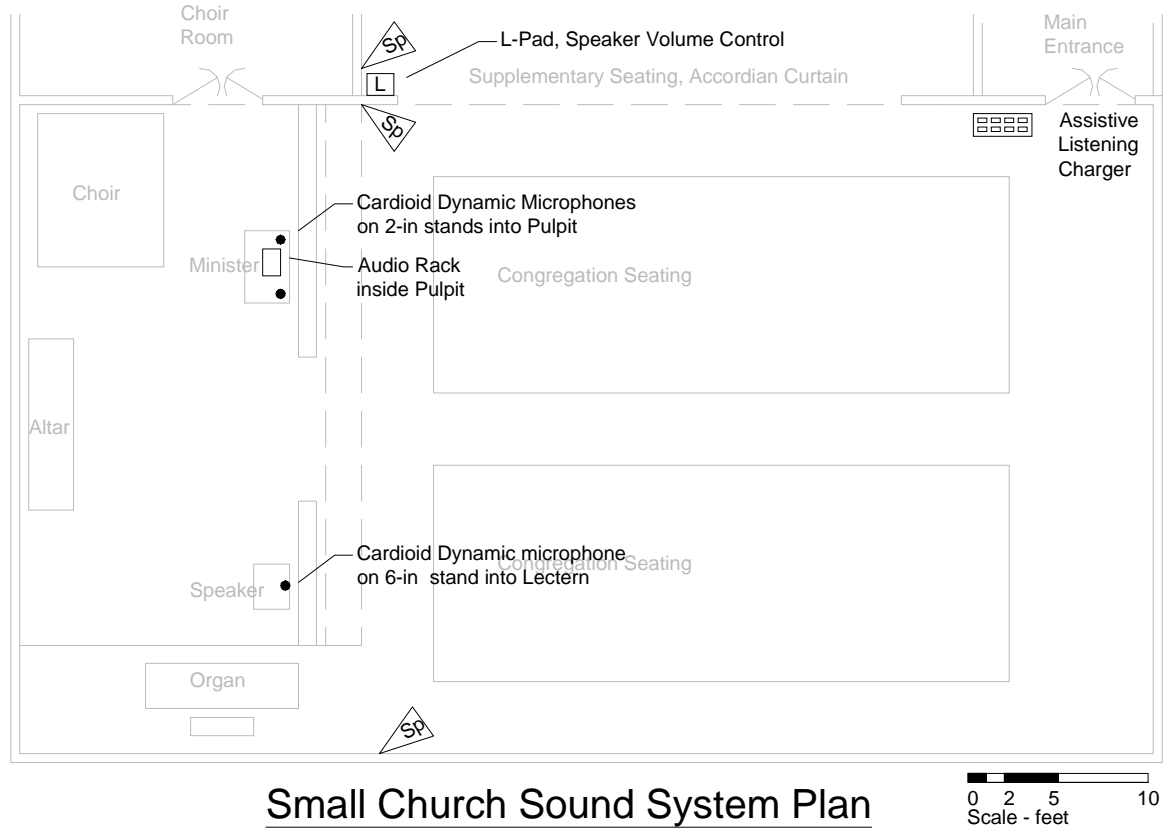 Choir
Room
Sp
L-Pad, Speaker Volume Control
Main
Entrance
Supplementary Seating, Accordian Curtain
L
Sp
Assistive
Listening
Charger
Choir
Cardioid Dynamic Microphones
on 2-in stands into Pulpit
Minister
Audio Rack
inside Pulpit
Congregation Seating
Altar
Cardioid Dynamic microphone
on 6-in stand into Lectern
Congregation Seating
Speaker
Organ
Sp
Small Church Sound System Plan
0 2 5 10
Scale - feet